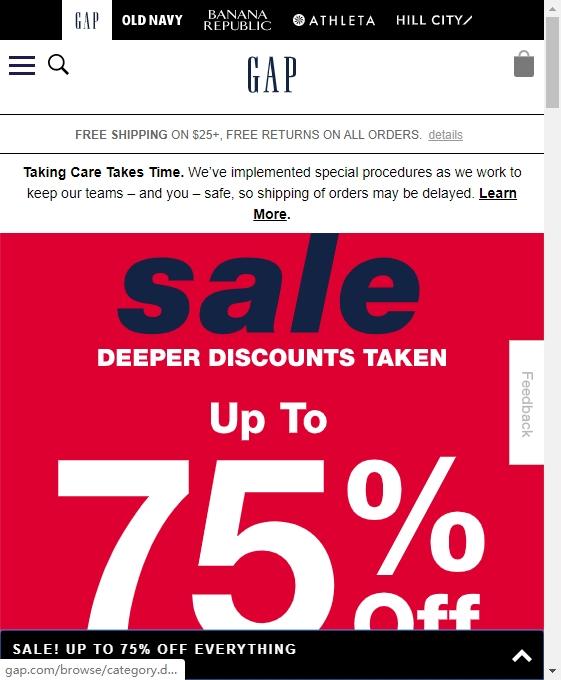 GAP OLD NAVY BANANA REPUBLIC ATHLETA HILL CITY
GAP
FREE SHIPPING ON $25+, FREE RETURNS ON ALL ORDERS. details
Taking Care Takes Time. We've implemented special procedures as we work to
keep our teams – and you – safe, so shipping of orders may be delayed. Learn
More.
sale
DEEPER DISCOUNTS TAKEN
Feedback
Up To
75%
Off
SALE! UP TO 75% OFF EVERYTHING
gap.com/browse/category.d...